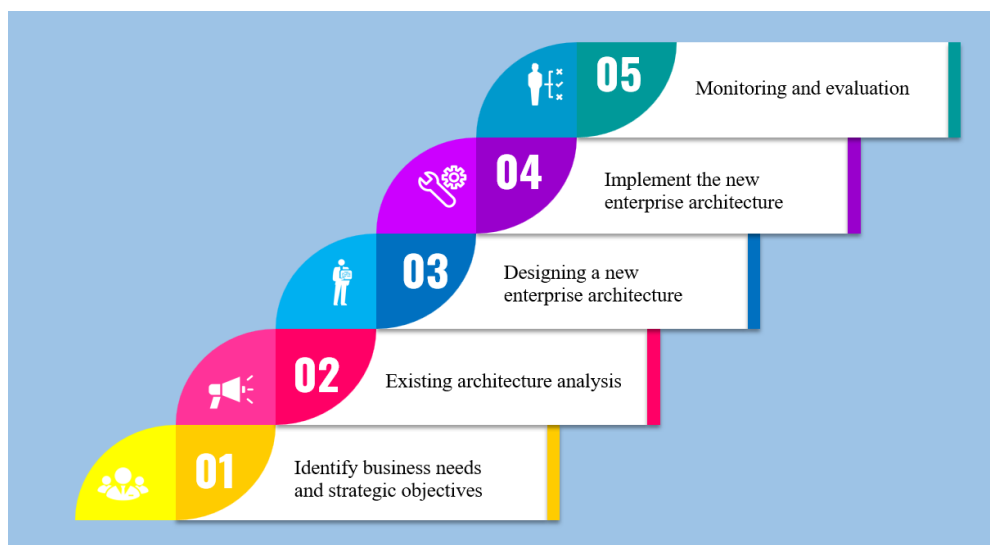 05
Monitoring and evaluation
04
Implement the new
enterprise architecture
03
Designing a new
enterprise architecture
02
Existing architecture analysis
01
Identify business needs
and strategic objectives